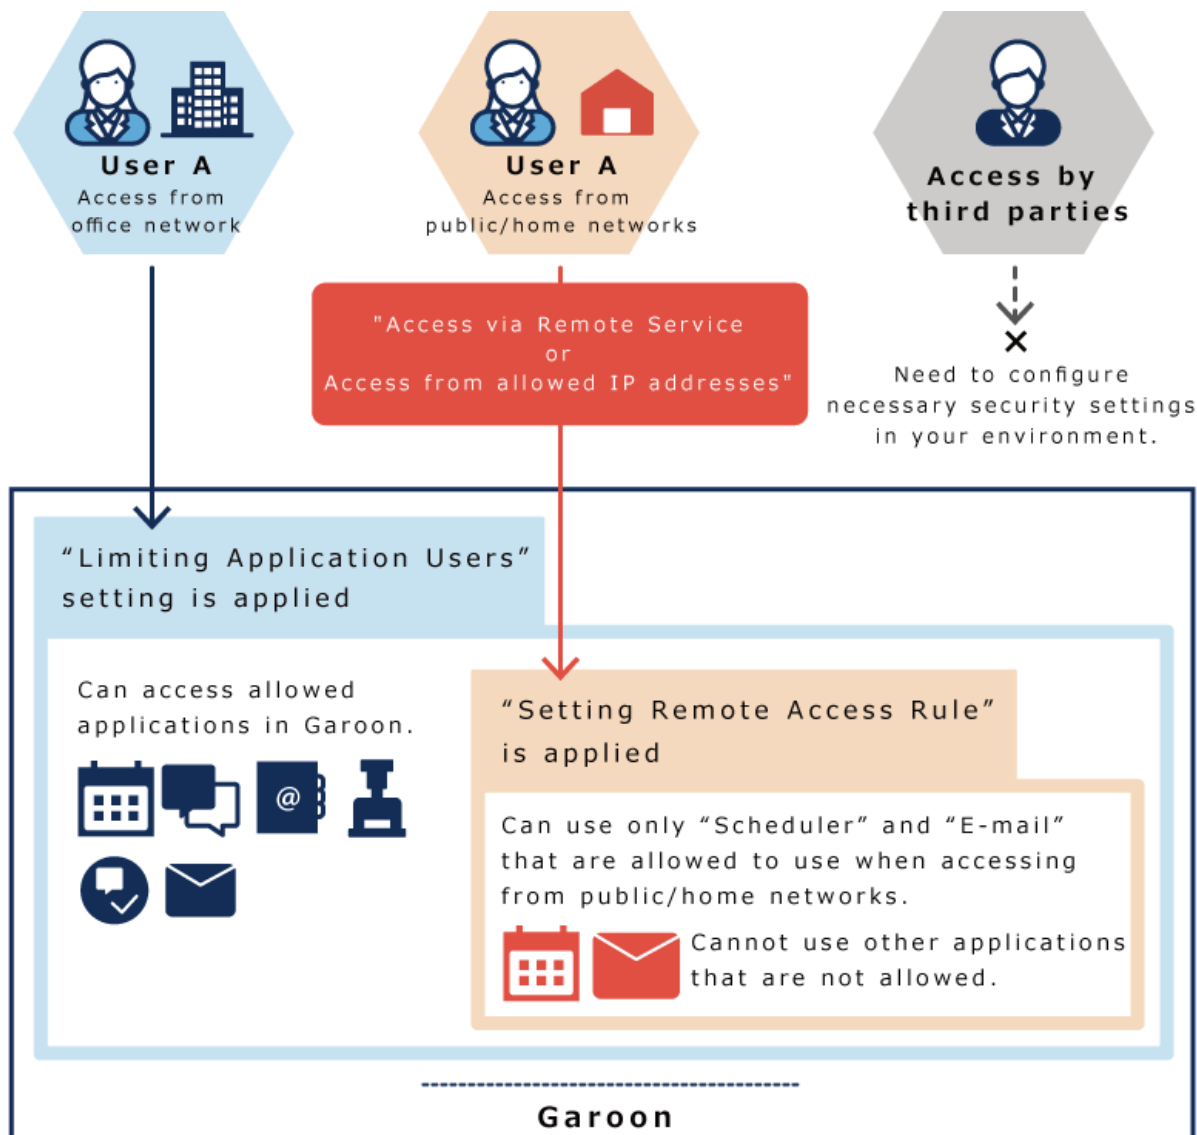 User A
Access from
office network
User A
Access from
public/home networks
Access by
third parties
"Access via Remote Service
or
Access from allowed IP addresses"
Need to configure
necessary security settings
in your environment.
“Limiting Application Users”
setting is applied
Can access allowed
applications in Garoon.
@
“Setting Remote Access Rule”
is applied
Can use only “Scheduler” and “E-mail”
that are allowed to use when accessing
from public/home networks.
Cannot use other applications
that are not allowed.
Garoon